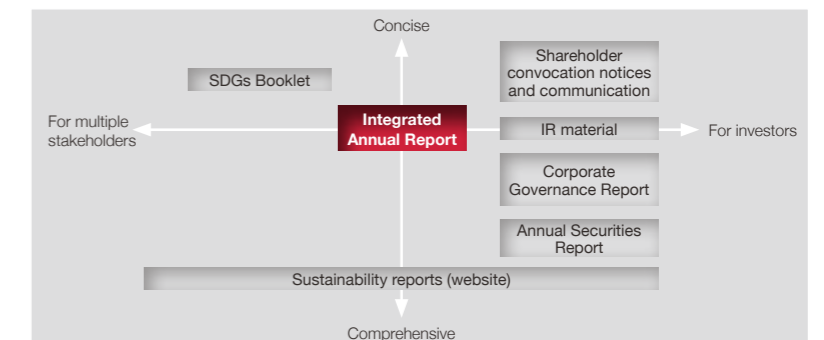 Concise
Shareholder
convocation notices
and communication
SDGs Booklet
For multiple
stakeholders
Integrated
Annual Report
IR material
For investors
Corporate
Governance Report
Annual Securities
Report
Sustainability reports (website)
Comprehensive